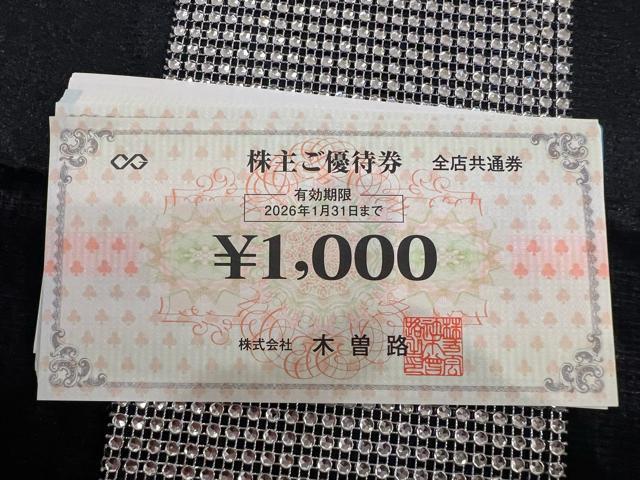 株主ご優待券 全店共通券
有効期限
2026年1月31日まで
¥1,000
株式会社 木曽路